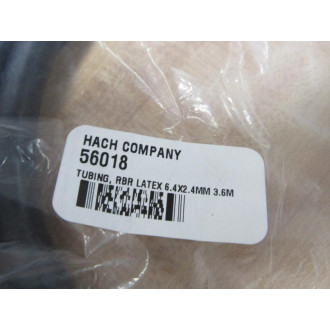 HACH COMPANY
56018
TUBING, RBR LATEX 6.4X2.4MM 3.6M